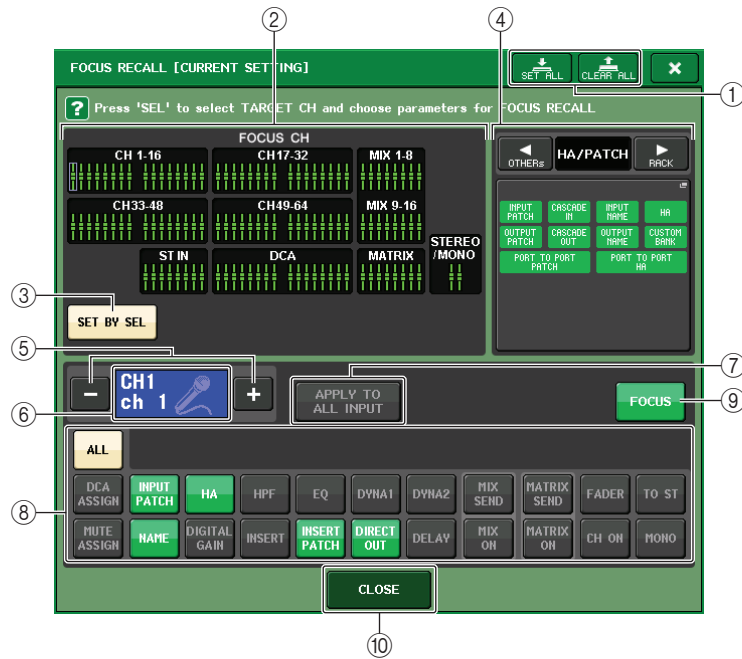 ② ④
FOCUS RECALL [CURRENT SETTING]
SET ALL
CLEAR ALL
①
? Press 'SEL' to select TARGET CH and choose parameters for FOCUS RECALL
FOCUS CH
CH 1-16 CH17-32 MIX 1-8
CH33-48 CH49-64 MIX 9-16
ST IN DCA MATRIX STEREO /MONO
OTHERs HA/PATCH RACK
INPUT PATCH CASCADE IN INPUT NAME HA
OUTPUT PATCH CASCADE OUT OUTPUT NAME CUSTOM BANK
PORT TO PORT PATCH PORT TO PORT HA
③
SET BY SEL
⑤
⑥
- CH1 ch 1 +
⑦
APPLY TO ALL INPUT
FOCUS
⑨
⑧
ALL
DCA ASSIGN INPUT PATCH HA HPF EQ DYNA1 DYNA2 MIX SEND MATRIX SEND FADER TO ST
MUTE ASSIGN NAME DIGITAL GAIN INSERT INSERT PATCH DIRECT OUT DELAY MIX ON MATRIX ON CH ON MONO
CLOSE
⑩